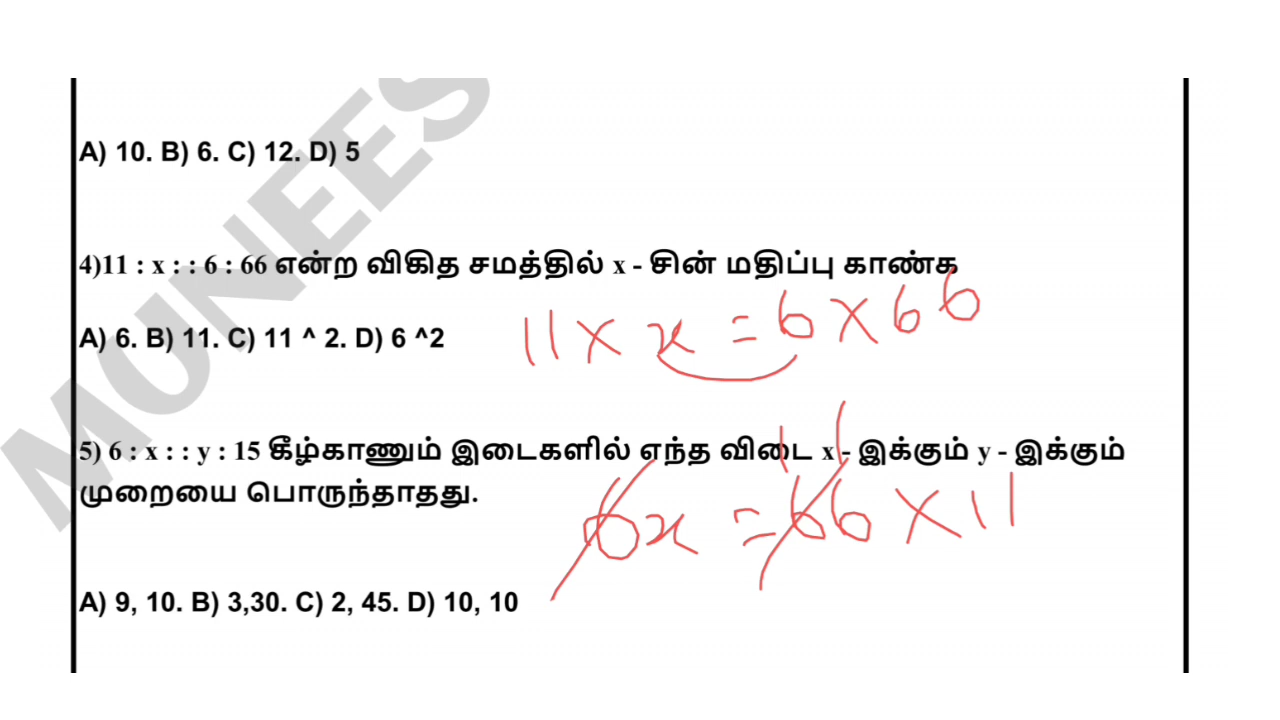 MUNEES
A) 10. B) 6. C) 12. D) 5
4)11 : x : : 6 : 66 என்ற விகித சமத்தில் x - சின் மதிப்பு காண்க
A) 6. B) 11. C) 11 ^ 2. D) 6 ^2
11 × x = 6 × 66
5) 6 : x : : y : 15 கீழ்காணும் இடைகளில் எந்த விடை x - இக்கும் y - இக்கும்
முறையை பொருந்தாதது.
11
6x = 66 × 11
A) 9, 10. B) 3,30. C) 2, 45. D) 10, 10